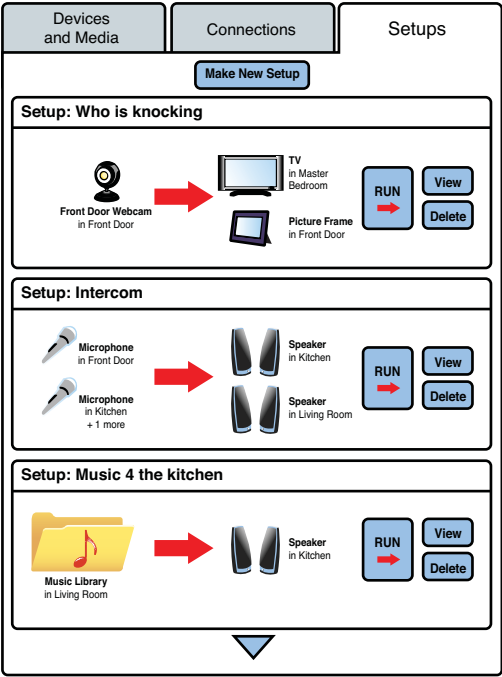 Devices
and Media
Connections
Setups
Make New Setup
Setup: Who is knocking
Front Door Webcam
in Front Door
TV
in Master
Bedroom
Picture Frame
in Front Door
RUN
View
Delete
Setup: Intercom
Microphone
in Front Door
Microphone
in Kitchen
+ 1 more
Speaker
in Kitchen
Speaker
in Living Room
RUN
View
Delete
Setup: Music 4 the kitchen
Music Library
in Living Room
Speaker
in Kitchen
RUN
View
Delete